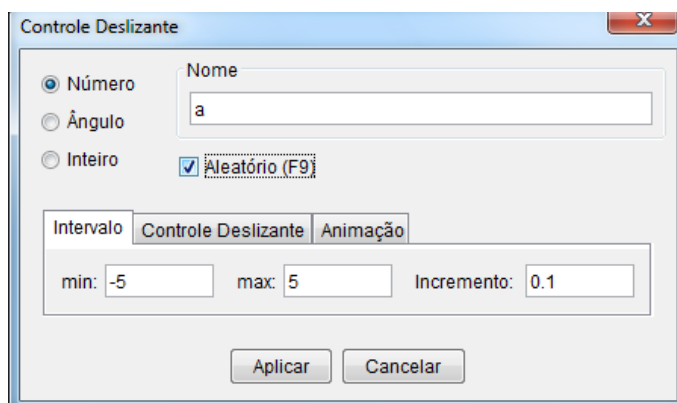 Controle Deslizante
Número
Nome
a
Ângulo
Inteiro
Aleatório (F9)
Intervalo Controle Deslizante Animação
min: -5 max: 5 Incremento: 0.1
Aplicar Cancelar